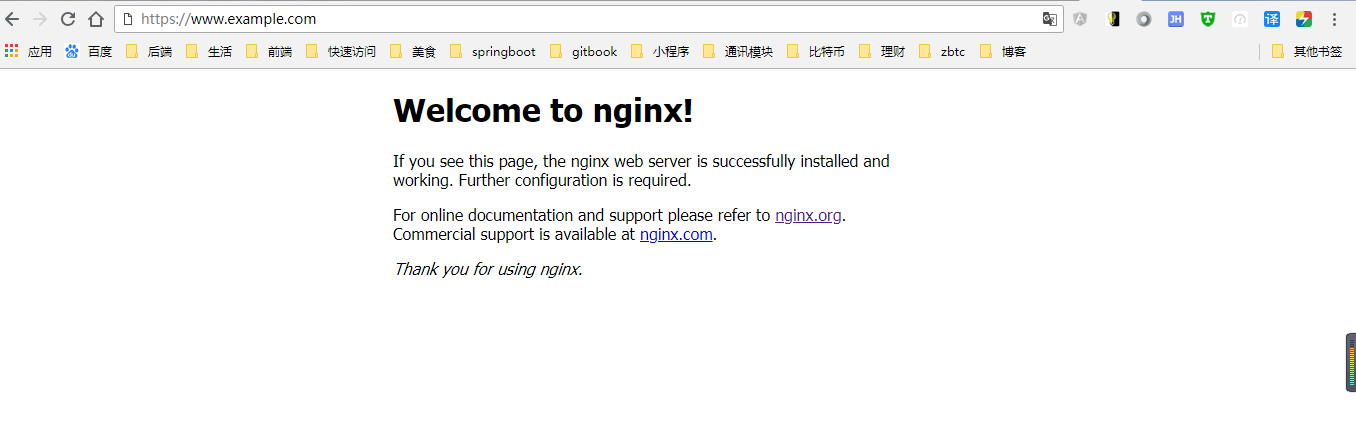 https://www.example.com
应用 百度 后端 生活 前端 快速访问 美食 springboot gitbook 小程序 通讯模块 比特币 理财 zbtc 博客 其他书签
Welcome to nginx!
If you see this page, the nginx web server is successfully installed and
working. Further configuration is required.
For online documentation and support please refer to nginx.org.
Commercial support is available at nginx.com.
Thank you for using nginx.